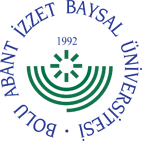 BOLU ABANT İZZET BAYSAL ÜNİVERSİTESİ
1992